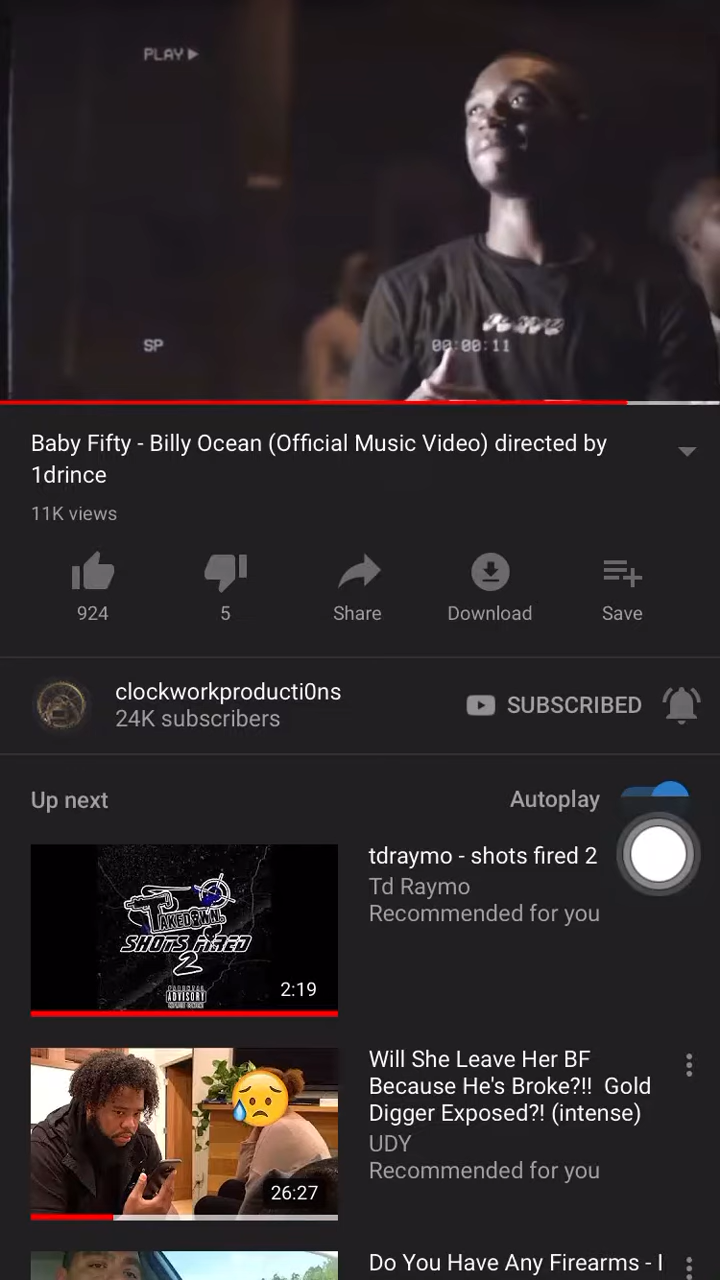 PLAY
SP
00:00:11
Baby Fifty - Billy Ocean (Official Music Video) directed by
1drince
11K views
924
5
Share
Download
Save
clockworkproducti0ns
24K subscribers
SUBSCRIBED
Up next
Autoplay
TAKEDOWN
SHOTS FIRED
2
ADVISORY
2:19
tdraymo - shots fired 2
Td Raymo
Recommended for you
26:27
Will She Leave Her BF
Because He's Broke?!! Gold
Digger Exposed?! (intense)
UDY
Recommended for you
Do You Have Any Firearms - I